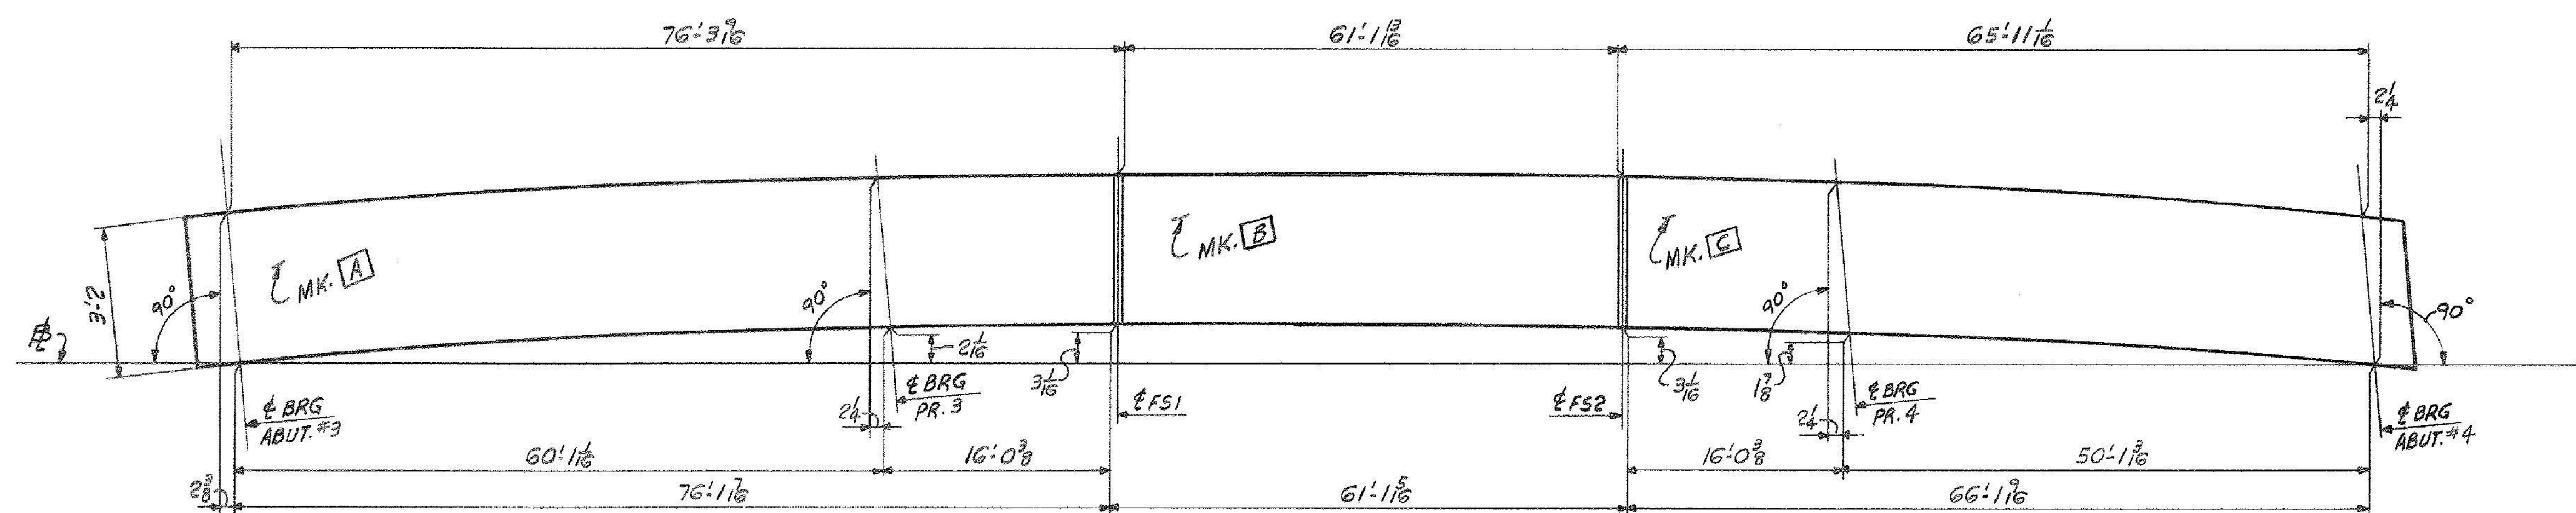 76'-3 9/16
61'-1 13/16
65'-11 1/16
2 1/4
MK. A
MK. B
MK. C
3'-2
90°
90°
90°
90°
2 1/16
3 1/16
3 1/16
1 7/8
℄ BRG
ABUT. #3
℄ BRG
PR. 3
℄ FS1
℄ FS2
℄ BRG
PR. 4
℄ BRG
ABUT. #4
2 1/4
2 1/4
60'-1 1/16
16'-0 3/8
16'-0 3/8
50'-1 3/16
2 3/8
76'-1 7/16
61'-1 5/16
66'-1 9/16